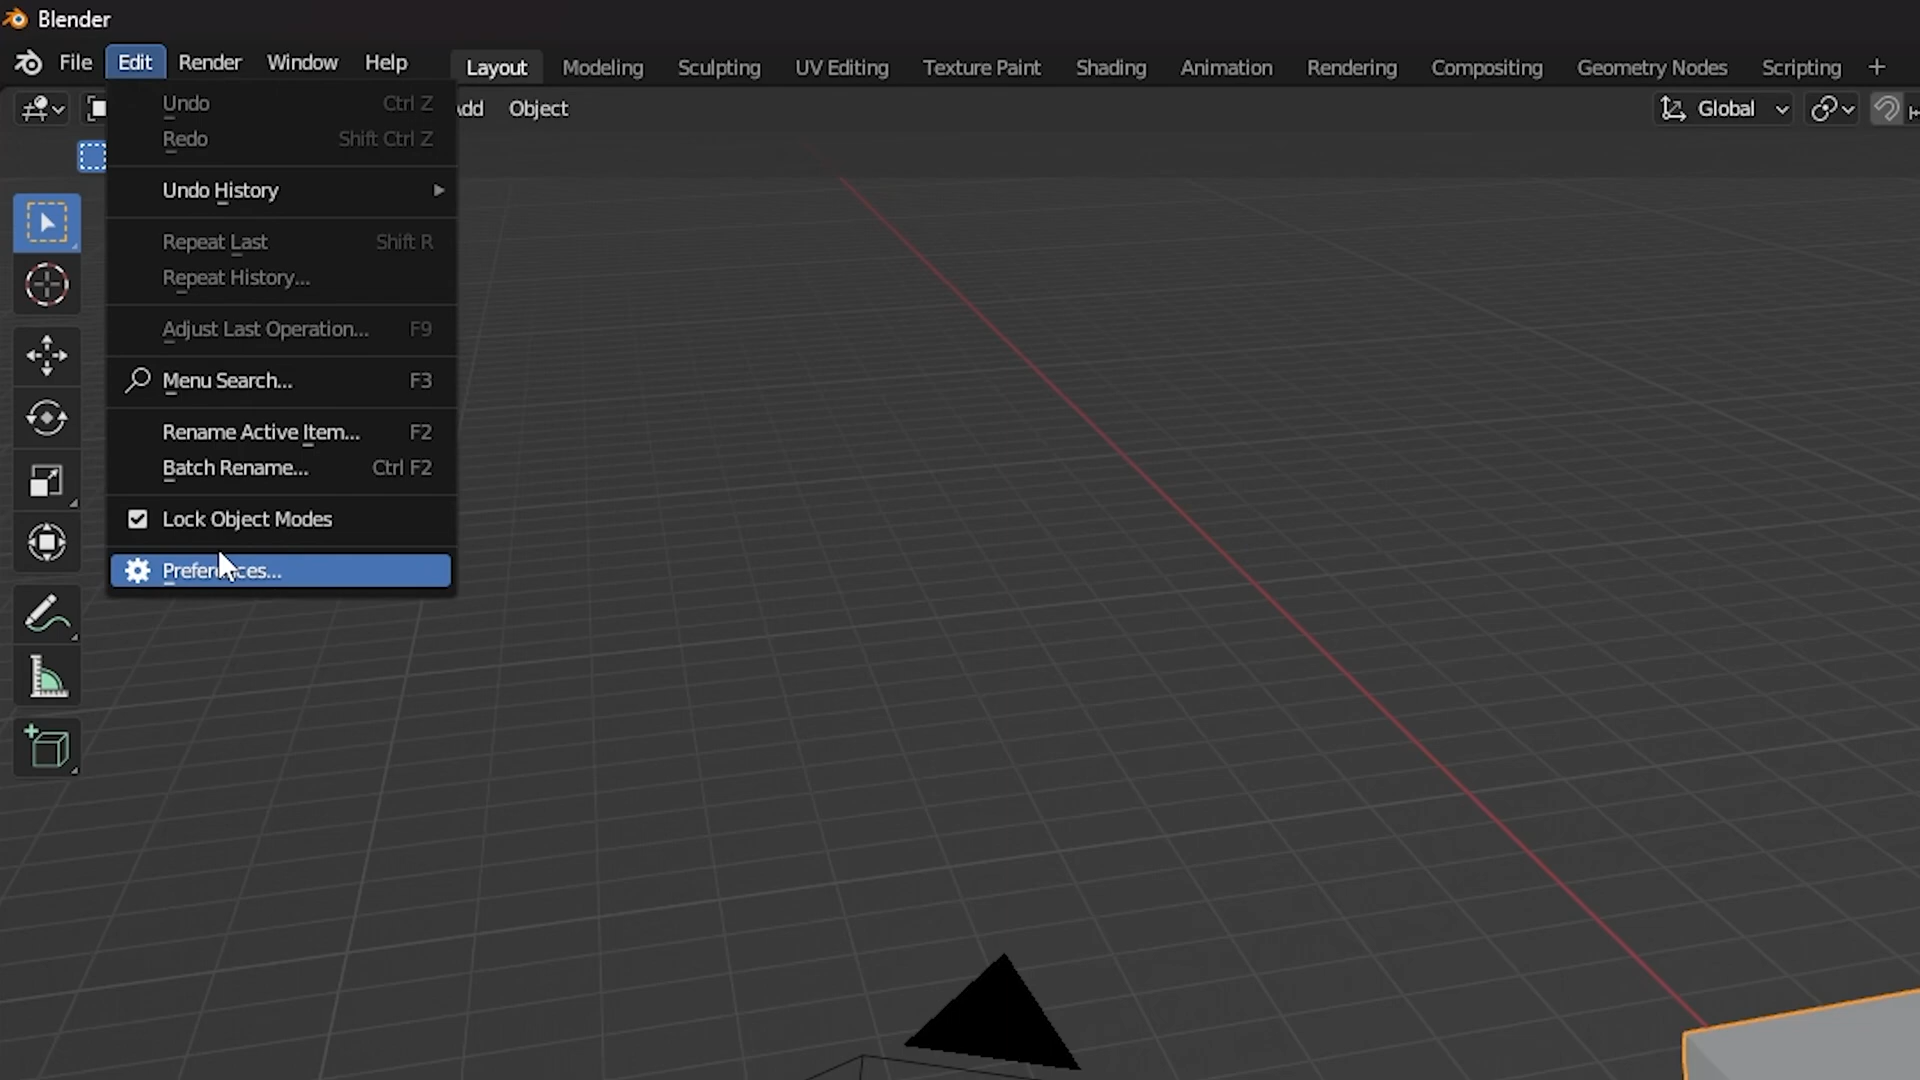 Blender
File Edit Render Window Help Layout Modeling Sculpting UV Editing Texture Paint Shading Animation Rendering Compositing Geometry Nodes Scripting +
Object Global
Undo Ctrl Z
Redo Shift Ctrl Z
Undo History
Repeat Last Shift R
Repeat History...
Adjust Last Operation... F9
Menu Search... F3
Rename Active Item... F2
Batch Rename... Ctrl F2
Lock Object Modes
Preferences...